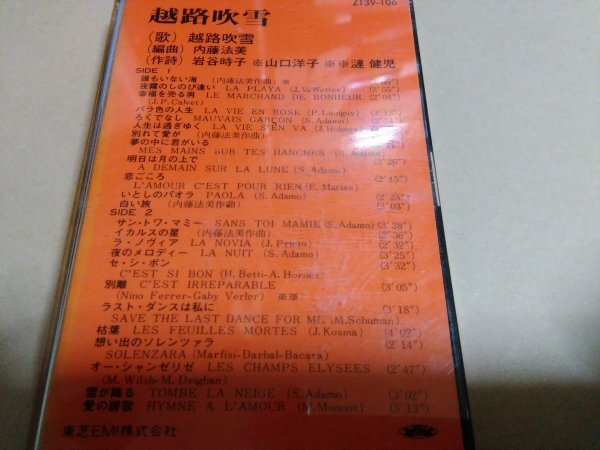 ZT39-106
越路吹雪
(歌) 越路吹雪
(編曲) 内藤法美
(作詩) 岩谷時子 ※山口洋子 ※※漣 健児
SIDE 1
誰もいない海 (内藤法美作曲) ※
夜霧のしのび逢い LA PLAYA (J.V.Wetter) (2'55")
幸福を売る男 LE MARCHAND DE BONHEUR (2'04")
(J.P.Calvet)
バラ色の人生 LA VIE EN ROSE (P.Louiguy) (3'13")
ろくでなし MAUVAIS GARÇON (S.Adamo)
人生は過ぎゆく LA VIE S'EN VA (J.Holmes)
別れて愛が (内藤法美作曲)
夢の中に君がいる
MES MAINS SUR TES HANCHES (S.Adamo)
明日は月の上で (3'26")
A DEMAIN SUR LA LUNE (S.Adamo)
恋ごころ (2'45")
L'AMOUR C'EST POUR RIEN (E.Macias)
いとしのパオラ PAOLA (S.Adamo) (2'23")
白い旅 (内藤法美作曲) (2'03")
SIDE 2
サン・トワ・マミー SANS TOI MAMIE (S.Adamo) (3'28")
イカルスの星 (内藤法美作曲) (2'36")
ラ・ノヴィア LA NOVIA (J.Prieto) (2'32")
夜のメロディー LA NUIT (S.Adamo) (3'25")
セ・シ・ボン (3'32")
C'EST SI BON (H.Betti-A.Hornez)
別離 C'EST IRREPARABLE (3'05")
(Nino Ferrer-Gaby Verler) ※※
ラスト・ダンスは私に (3'18")
SAVE THE LAST DANCE FOR ME (M.Schuman)
枯葉 LES FEUILLES MORTES (J.Kosma) (4'02")
想い出のソレンツァラ (2'14")
SOLENZARA (Marfisi-Darbal-Bacara)
オー・シャンゼリゼ LES CHAMPS ELYSEES (2'47")
(M.Wilsh-M.Deighan)
雪が降る TOMBE LA NEIGE (S.Adamo) (3'02")
愛の讃歌 HYMNE A L'AMOUR (M.Monnot) (3'13")
東芝EMI株式会社